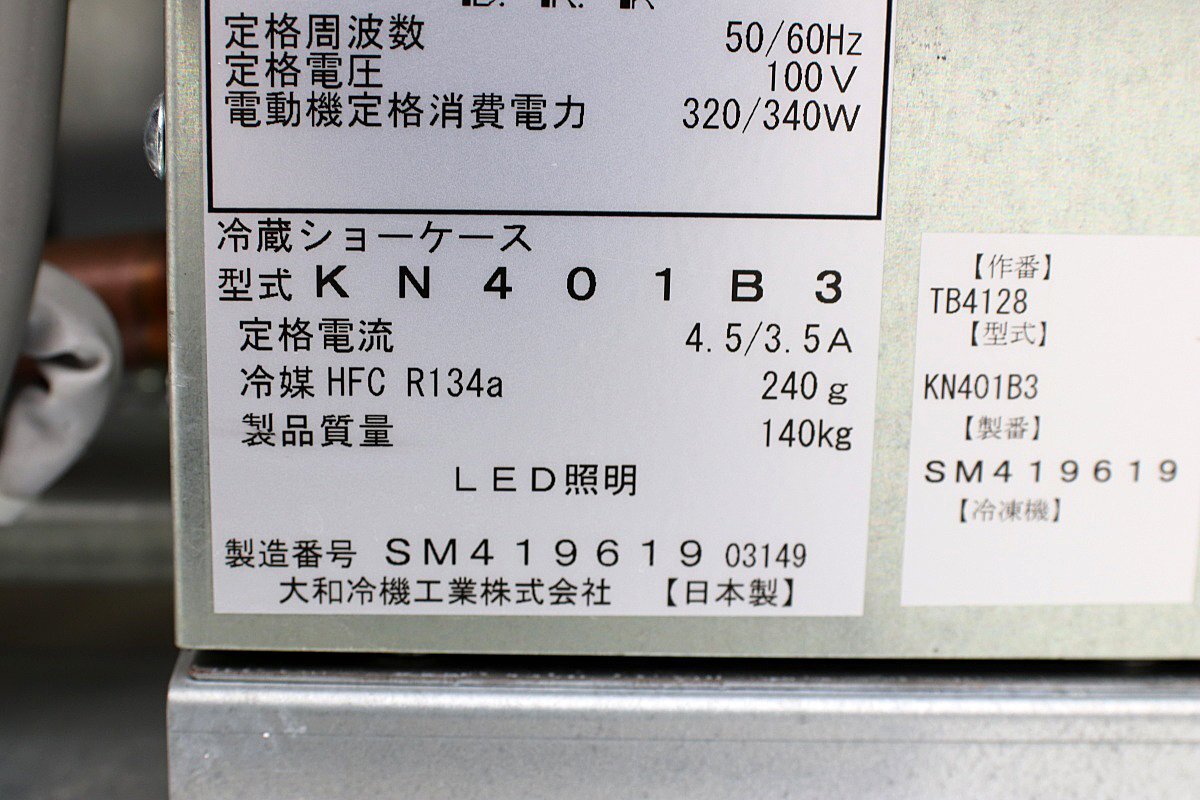 定格周波数 50/60Hz
定格電圧 100V
電動機定格消費電力 320/340W
冷蔵ショーケース
型式 KN401B3
定格電流 4.5/3.5A
冷媒 HFC R134a 240g
製品質量 140kg
LED照明
製造番号 SM419619 03149
大和冷機工業株式会社 【日本製】
【作番】
TB4128
【型式】
KN401B3
【製番】
SM419619
【冷凍機】